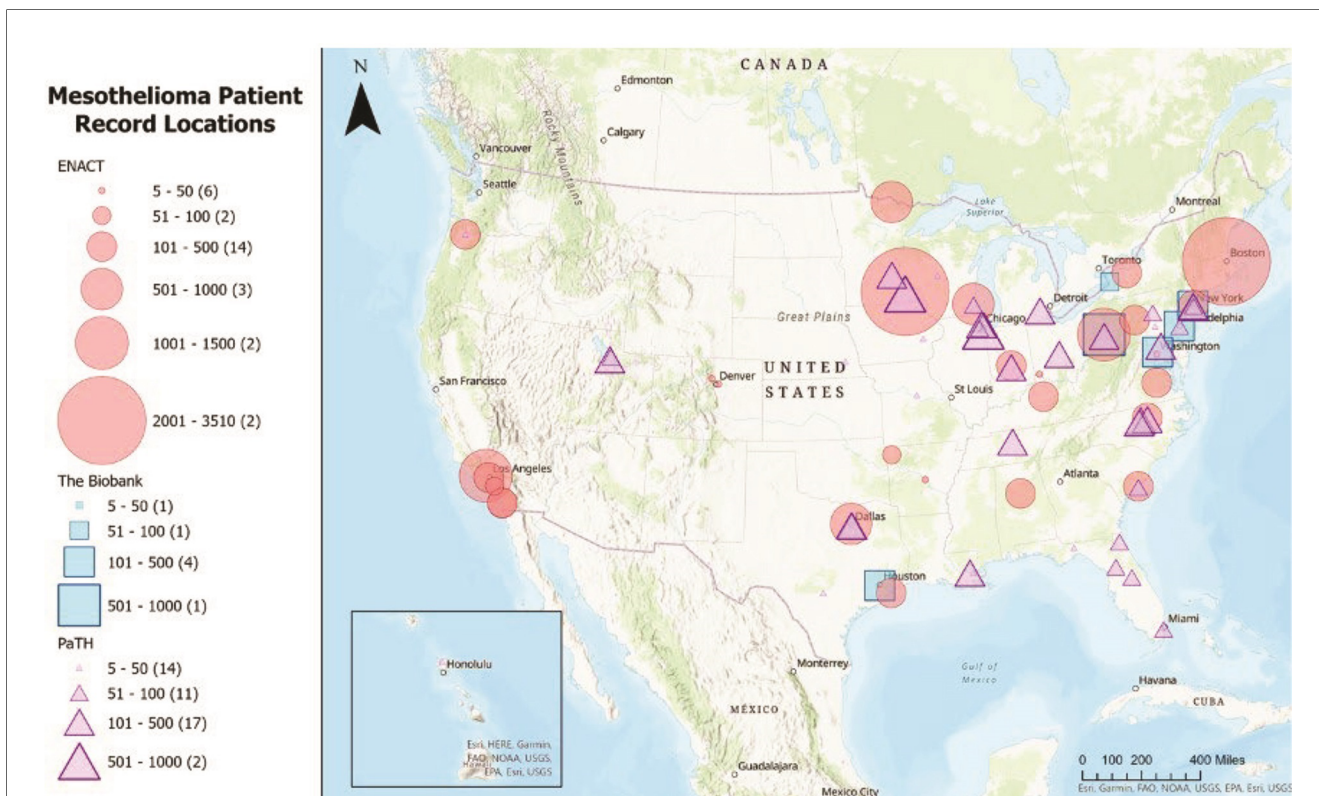 Mesothelioma Patient
Record Locations
ENACT
5 - 50 (6)
51 - 100 (2)
101 - 500 (14)
501 - 1000 (3)
1001 - 1500 (2)
2001 - 3510 (2)
The Biobank
5 - 50 (1)
51 - 100 (1)
101 - 500 (4)
501 - 1000 (1)
PaTH
5 - 50 (14)
51 - 100 (11)
101 - 500 (17)
501 - 1000 (2)
N
CANADA
Edmonton
Calgary
Rocky Mountains
Vancouver
Seattle
Lake
Superior
Montreal
Toronto
Boston
Detroit
New York
Great Plains
Chicago
delphia
Washington
San Francisco
Denver
UNITED
STATES
St Louis
Los Angeles
Atlanta
Dallas
Houston
Miami
Honolulu
Monterrey
Gulf of
Mexico
Havana
CUBA
MÉXICO
Esri, HERE, Garmin,
FAO, NOAA, USGS,
EPA, Esri, USGS
Hawaii
Guadalajara
Mexico City
0 100 200 400 Miles
Esri, Garmin, FAO, NOAA, USGS, EPA, Esri, USGS